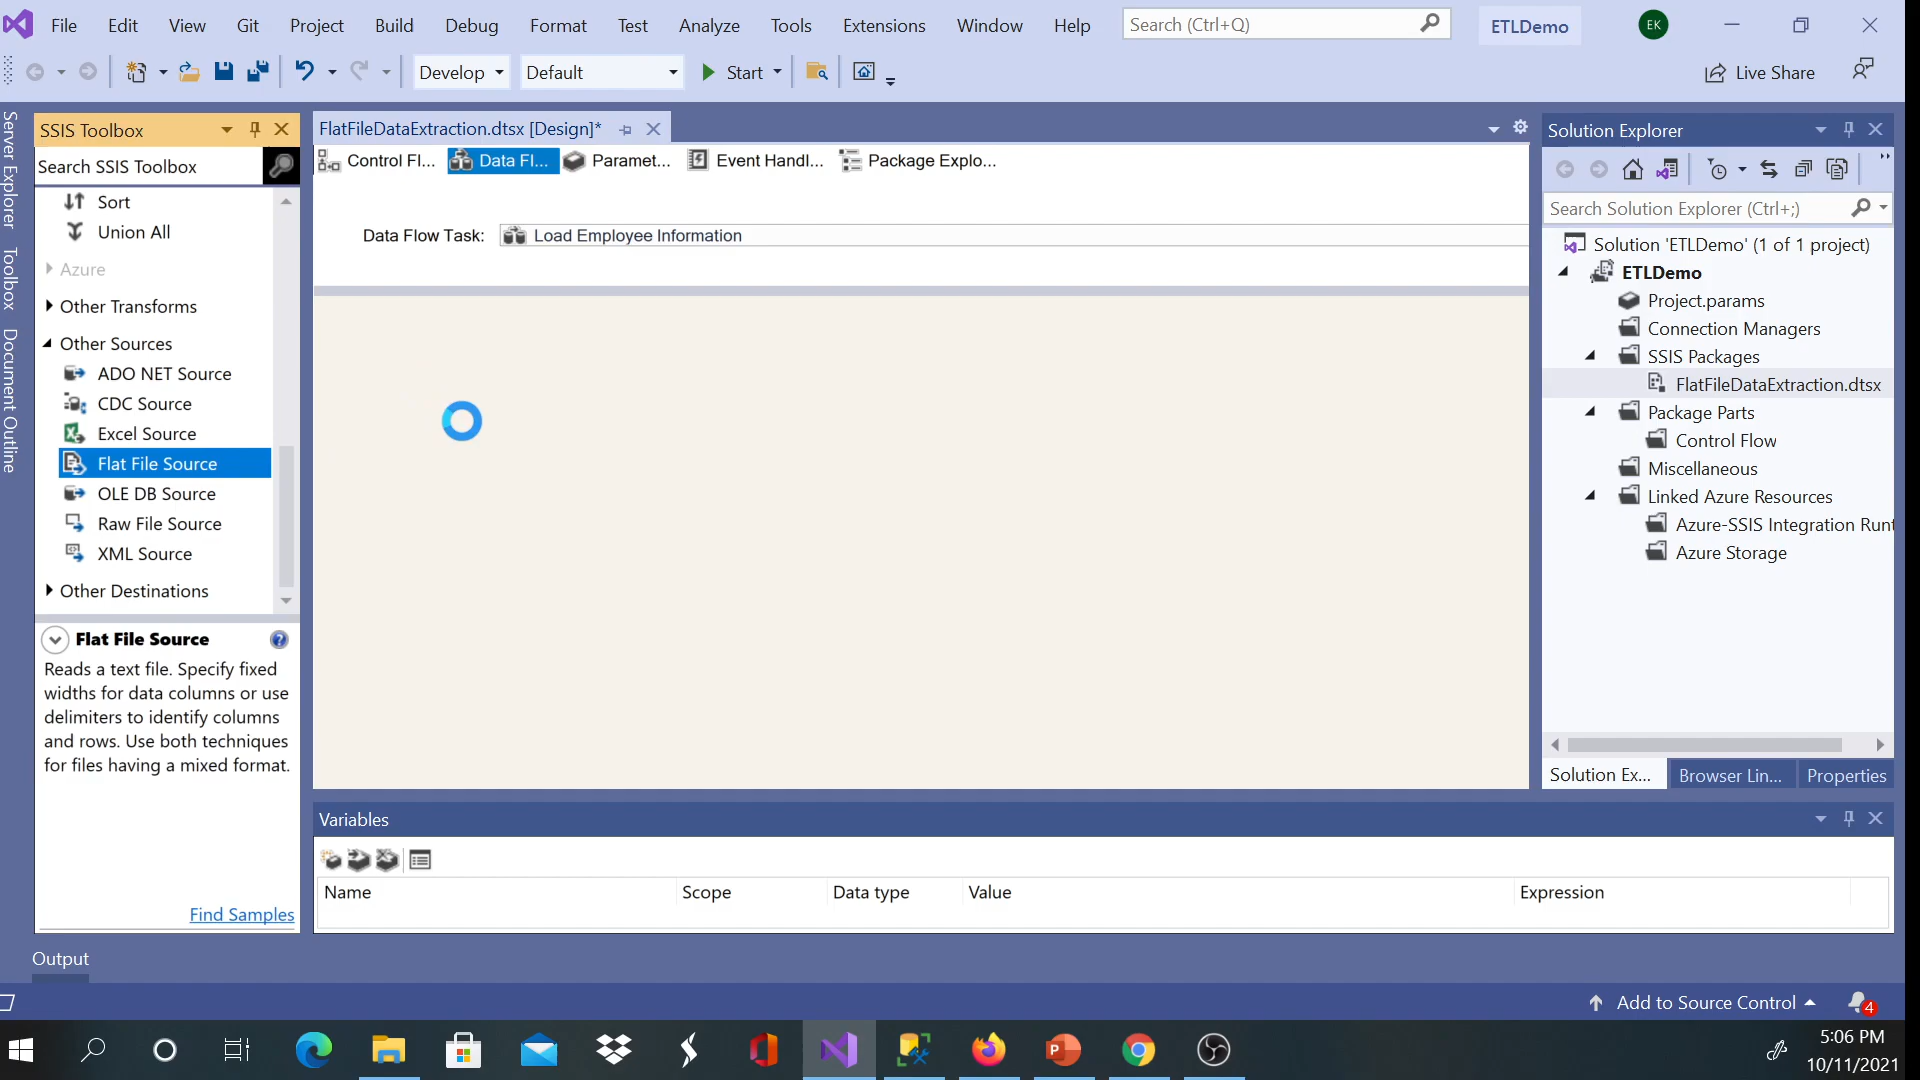 File Edit View Git Project Build Debug Format Test Analyze Tools Extensions Window Help Search (Ctrl+Q) ETLDemo EK
Develop Default Start Live Share
Server Explorer
Toolbox
Document Outline
SSIS Toolbox
Search SSIS Toolbox
Sort
Union All
Azure
Other Transforms
Other Sources
ADO NET Source
CDC Source
Excel Source
Flat File Source
OLE DB Source
Raw File Source
XML Source
Other Destinations
Flat File Source
Reads a text file. Specify fixed
widths for data columns or use
delimiters to identify columns
and rows. Use both techniques
for files having a mixed format.
Find Samples
FlatFileDataExtraction.dtsx [Design]*
Control Fl... Data Fl... Paramet... Event Handl... Package Explo...
Data Flow Task: Load Employee Information
Solution Explorer
Search Solution Explorer (Ctrl+;)
Solution 'ETLDemo' (1 of 1 project)
ETLDemo
Project.params
Connection Managers
SSIS Packages
FlatFileDataExtraction.dtsx
Package Parts
Control Flow
Miscellaneous
Linked Azure Resources
Azure-SSIS Integration Runt
Azure Storage
Solution Ex... Browser Lin... Properties
Variables
Name Scope Data type Value Expression
Output
Add to Source Control 4
5:06 PM
10/11/2021